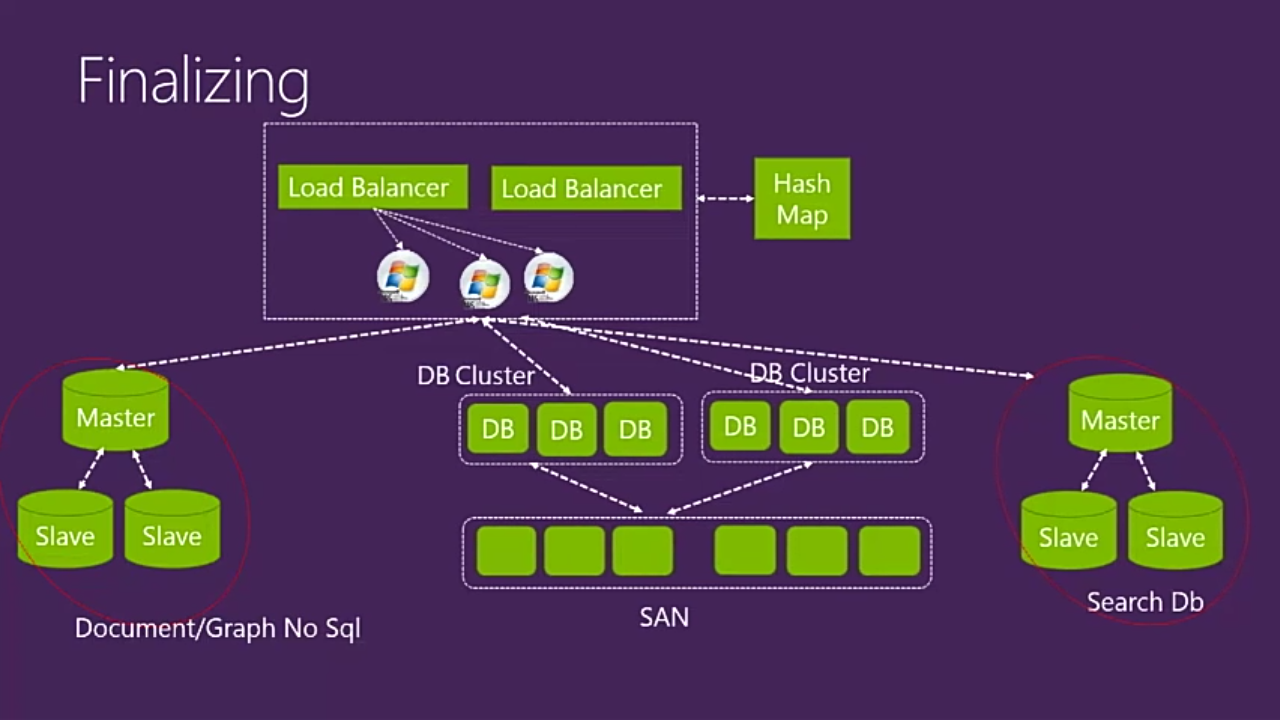 Finalizing
Load Balancer
Load Balancer
Hash
Map
DB Cluster
DB Cluster
Master
DB
DB
DB
DB
DB
DB
Master
Slave
Slave
Slave
Slave
Search Db
SAN
Document/Graph No Sql